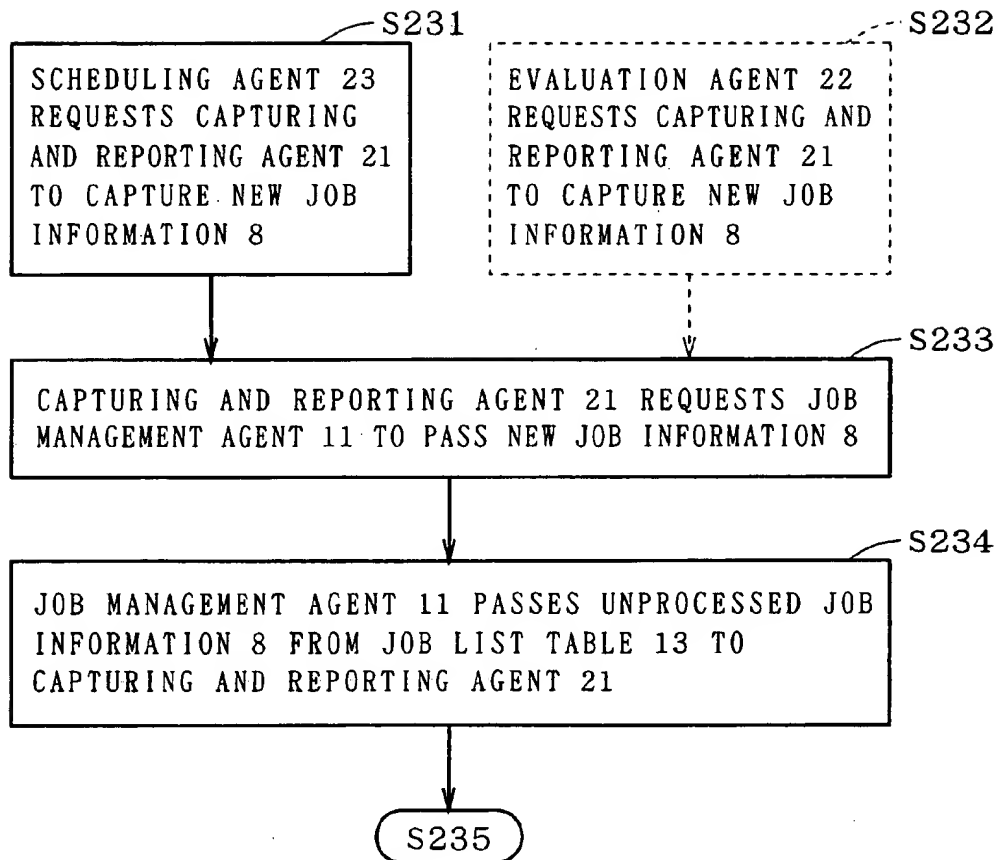 S231
SCHEDULING AGENT 23
REQUESTS CAPTURING
AND REPORTING AGENT 21
TO CAPTURE NEW JOB
INFORMATION 8
S232
EVALUATION AGENT 22
REQUESTS CAPTURING AND
REPORTING AGENT 21
TO CAPTURE NEW JOB
INFORMATION 8
S233
CAPTURING AND REPORTING AGENT 21 REQUESTS JOB
MANAGEMENT AGENT 11 TO PASS NEW JOB INFORMATION 8
S234
JOB MANAGEMENT AGENT 11 PASSES UNPROCESSED JOB
INFORMATION 8 FROM JOB LIST TABLE 13 TO
CAPTURING AND REPORTING AGENT 21
S235